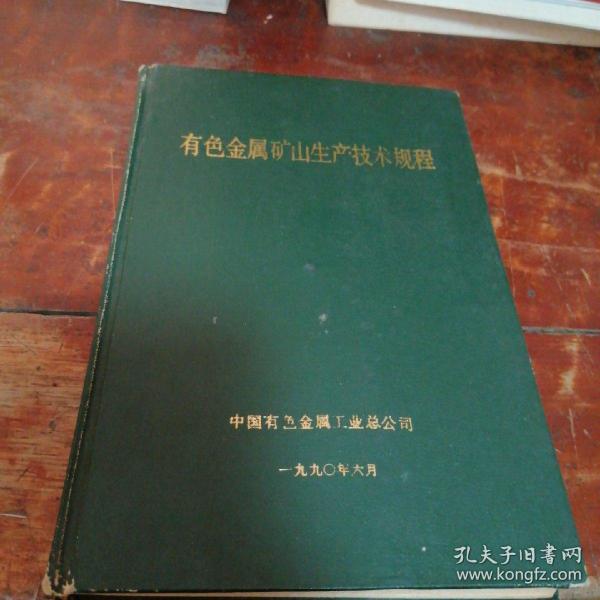 有色金属矿山生产技术规程
中国有色金属工业总公司
一九九〇年六月
孔夫子旧书网
www.kongfz.com